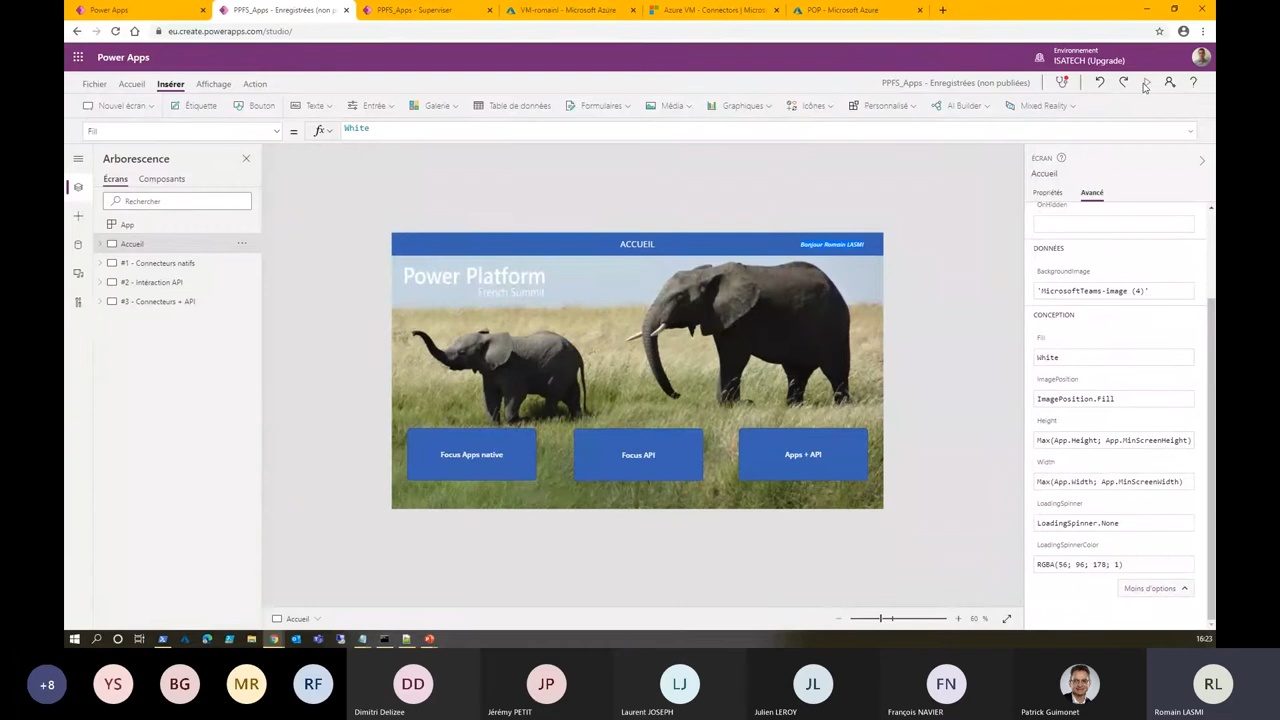 Power Apps
PPFS_Apps - Enregistrées (non p
PPFS_Apps - Superviser
VM-romainl - Microsoft Azure
Azure VM - Connectors | Micros
POP - Microsoft Azure
eu.create.powerapps.com/studio/
Power Apps
Environnement
ISATECH (Upgrade)
Fichier
Accueil
Insérer
Affichage
Action
PPFS_Apps - Enregistrées (non publiées)
Nouvel écran
Étiquette
Bouton
Texte
Entrée
Galerie
Table de données
Formulaires
Média
Graphiques
Icônes
Personnalisé
AI Builder
Mixed Reality
Fill
=
fx
White
Arborescence
Écrans
Composants
Rechercher
App
Accueil
#1 - Connecteurs natifs
#2 - Intéraction API
#3 - Connecteurs + API
ACCUEIL
Bonjour Romain LASMI
Power Platform
French Summit
Focus Apps native
Focus API
Apps + API
ÉCRAN
Accueil
Propriétés
Avancé
OnHidden
DONNÉES
BackgroundImage
'MicrosoftTeams-image (4)'
CONCEPTION
Fill
White
ImagePosition
ImagePosition.Fill
Height
Max(App.Height; App.MinScreenHeight)
Width
Max(App.Width; App.MinScreenWidth)
LoadingSpinner
LoadingSpinner.None
LoadingSpinnerColor
RGBA(56; 96; 178; 1)
Moins d'options
Accueil
60 %
16:23
+8
YS
BG
MR
RF
DD
JP
LJ
JL
FN
RL
Dimitri Delizee
Jérémy PETIT
Laurent JOSEPH
Julien LEROY
François NAVIER
Patrick Guimonet
Romain LASMI